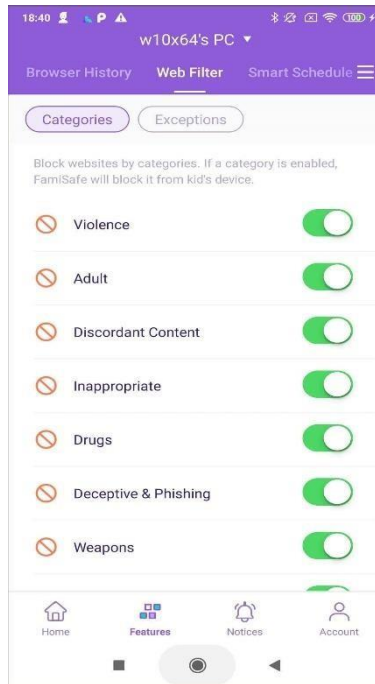 18:40 P 100
w10x64's PC
Browser History Web Filter Smart Schedule
Categories Exceptions
Block websites by categories. If a category is enabled,
FamiSafe will block it from kid's device.
Violence
Adult
Discordant Content
Inappropriate
Drugs
Deceptive & Phishing
Weapons
Home Features Notices Account